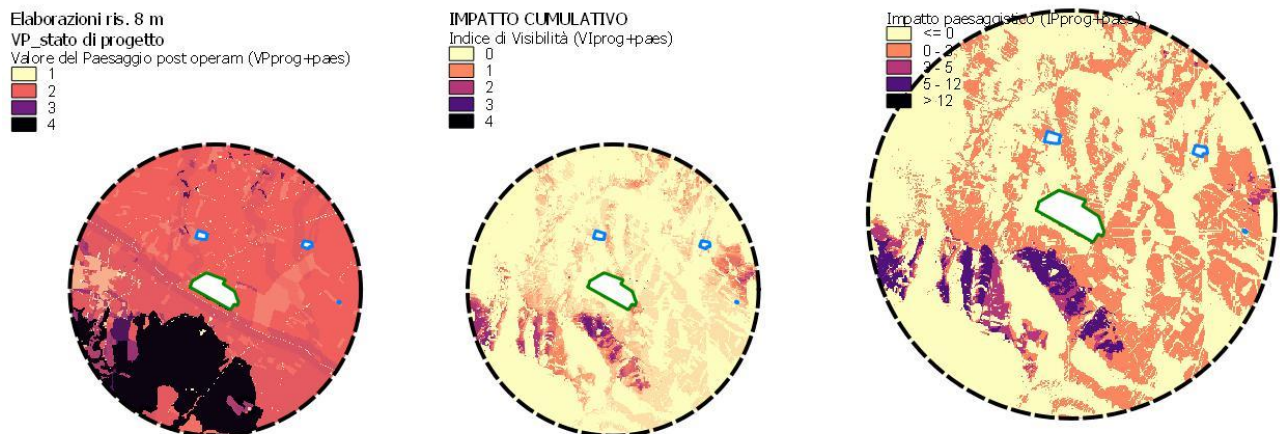 Elaborazioni ris. 8 m
VP_stato di progetto
Valore del Paesaggio post operam (VPprog+paes)
1
2
3
4
IMPATTO CUMULATIVO
Indice di Visibilità (VIprog+paes)
0
1
2
3
4
Impatto paesaggistico (IPprog+paes)
<= 0
0 - 3
3 - 5
5 - 12
> 12